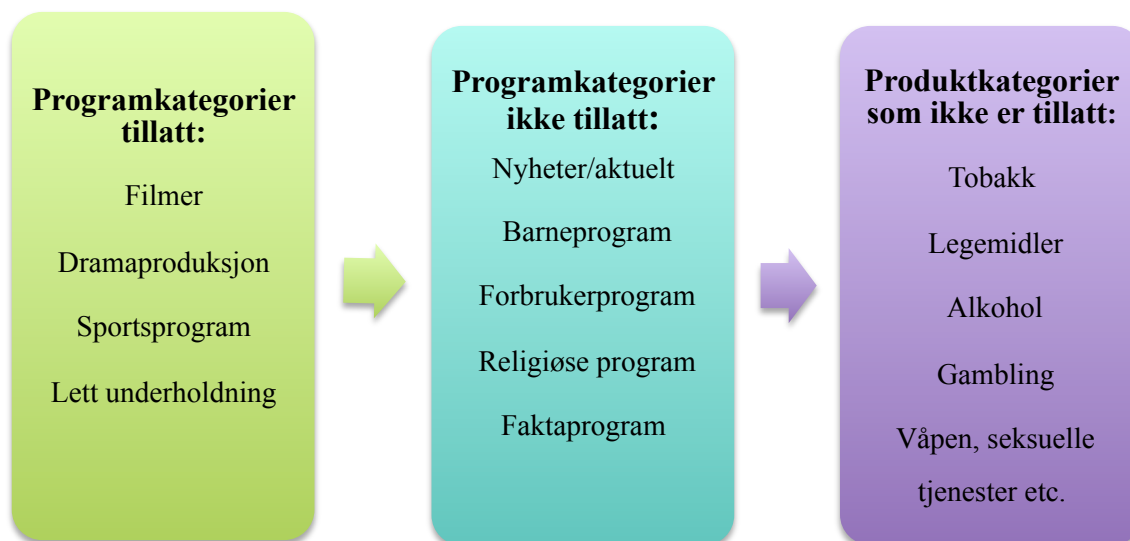 Programkategorier
tillatt:
Filmer
Dramaproduksjon
Sportsprogram
Lett underholdning
Programkategorier
ikke tillatt:
Nyheter/aktuelt
Barneprogram
Forbrukerprogram
Religiøse program
Faktaprogram
Produktkategorier
som ikke er tillatt:
Tobakk
Legemidler
Alkohol
Gambling
Våpen, seksuelle
tjenester etc.